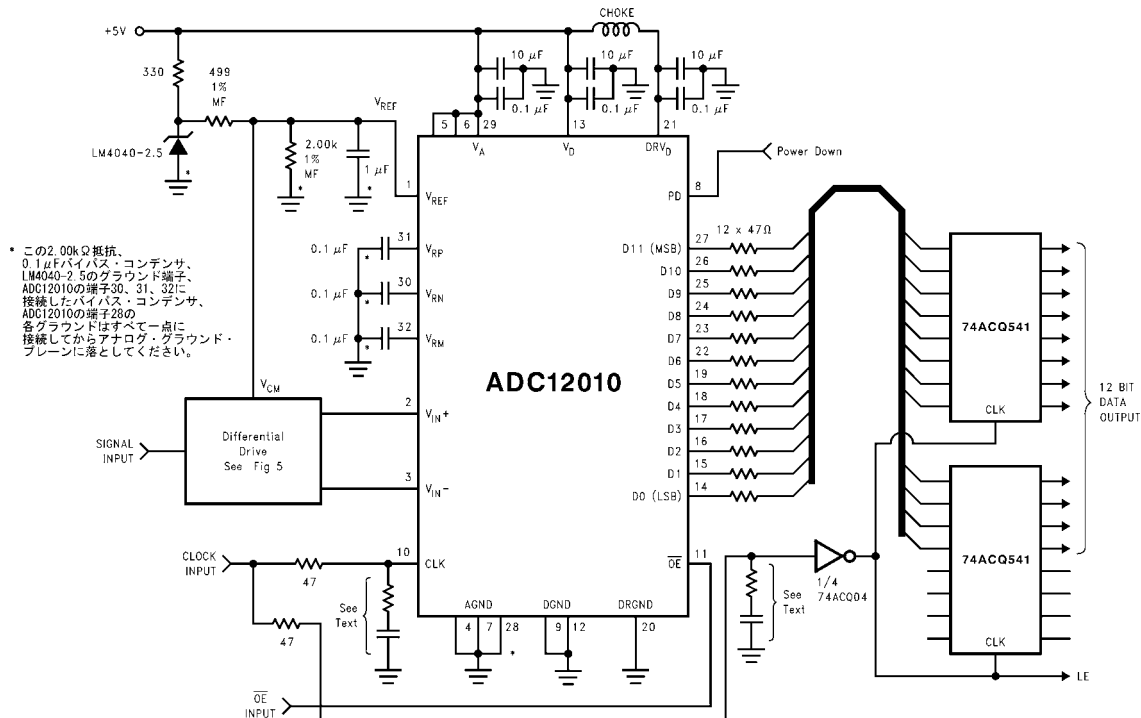 CHOKE
+5V
330
499
1%
MF
VREF
10 μF
10 μF
10 μF
0.1 μF
0.1 μF
0.1 μF
LM4040-2.5
*
2.00k
1%
MF
*
1 μF
*
5 6 29
13
21
VA
VD
DRVD
1
VREF
8
PD
Power Down
* この2.00kΩ抵抗、
0.1μFバイパス・コンデンサ、
LM4040-2.5のグラウンド端子、
ADC12010の端子30、31、32に
接続したバイパス・コンデンサ、
ADC12010の端子28の
各グラウンドはすべて一点に
接続してからアナログ・グラウンド・
プレーンに落としてください。
0.1 μF
*
31
VRP
0.1 μF
*
30
VRN
0.1 μF
*
32
VRM
ADC12010
12 x 47Ω
D11 (MSB) 27
D10 26
D9 25
D8 24
D7 23
D6 22
D5 19
D4 18
D3 17
D2 16
D1 15
D0 (LSB) 14
74ACQ541
CLK
12 BIT
DATA
OUTPUT
74ACQ541
CLK
LE
VCM
SIGNAL
INPUT
Differential
Drive
See Fig 5
2
VIN+
3
VIN-
CLOCK
INPUT
47
47
10
CLK
See
Text
11
OE
1/4
74ACQ04
See
Text
AGND
DGND
DRGND
4 7 28
*
9 12
20
OE
INPUT